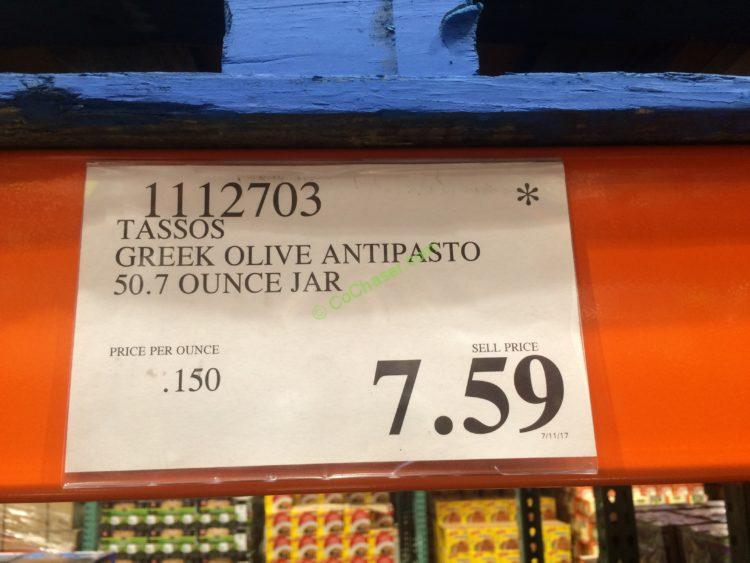 1112703 *
TASSOS
GREEK OLIVE ANTIPASTO
50.7 OUNCE JAR
© CoChaser.com
PRICE PER OUNCE
.150
SELL PRICE
7.59
7/11/17